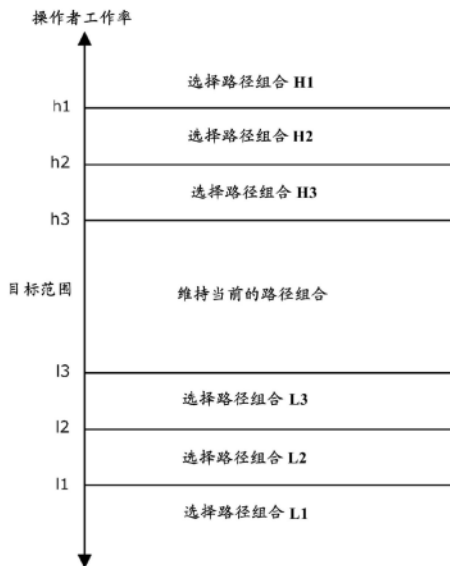 操作者工作率
选择路径组合 H1
h1
选择路径组合 H2
h2
选择路径组合 H3
h3
目标范围
维持当前的路径组合
l3
选择路径组合 L3
l2
选择路径组合 L2
l1
选择路径组合 L1